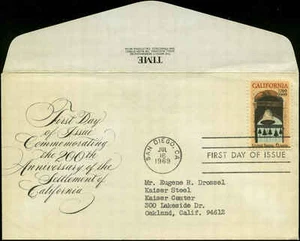 TIME
First Day
of Issue
Commemorating
the 200th
Anniversary of the
Settlement of
California
CALIFORNIA
1769
1969
SAN DIEGO, CA
JUL
16
1969
FIRST DAY OF ISSUE
Mr. Eugene H. Drossel
Kaiser Steel
Kaiser Center
300 Lakeside Dr.
Oakland, Calif. 94612